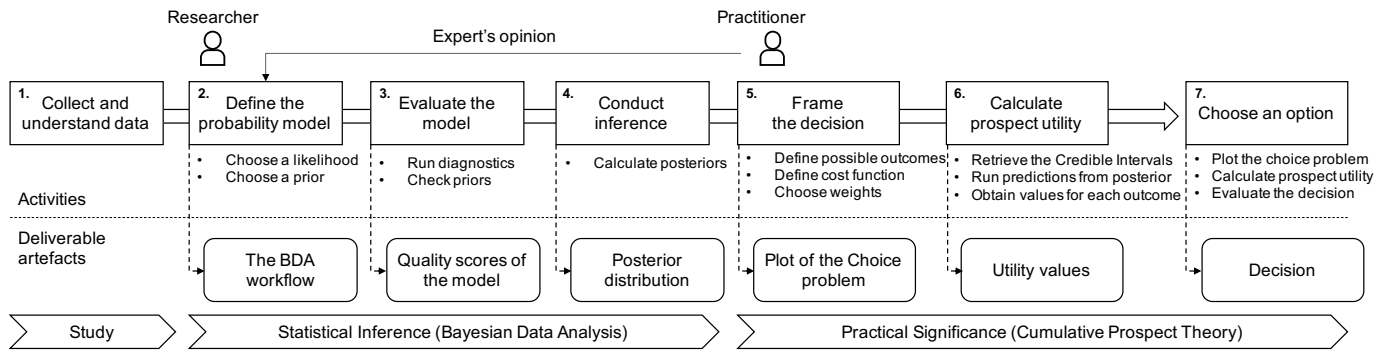 Researcher
Practitioner
Expert's opinion
1.
Collect and
understand data
2.
Define the
probability model
3.
Evaluate the
model
4.
Conduct
inference
5.
Frame
the decision
6.
Calculate
prospect utility
7.
Choose an option
• Choose a likelihood
• Choose a prior
• Run diagnostics
• Check priors
• Calculate posteriors
• Define possible outcomes
• Define cost function
• Choose weights
• Retrieve the Credible Intervals
• Run predictions from posterior
• Obtain values for each outcome
• Plot the choice problem
• Calculate prospect utility
• Evaluate the decision
Activities
Deliverable
artefacts
The BDA
workflow
Quality scores of
the model
Posterior
distribution
Plot of the Choice
problem
Utility values
Decision
Study
Statistical Inference (Bayesian Data Analysis)
Practical Significance (Cumulative Prospect Theory)